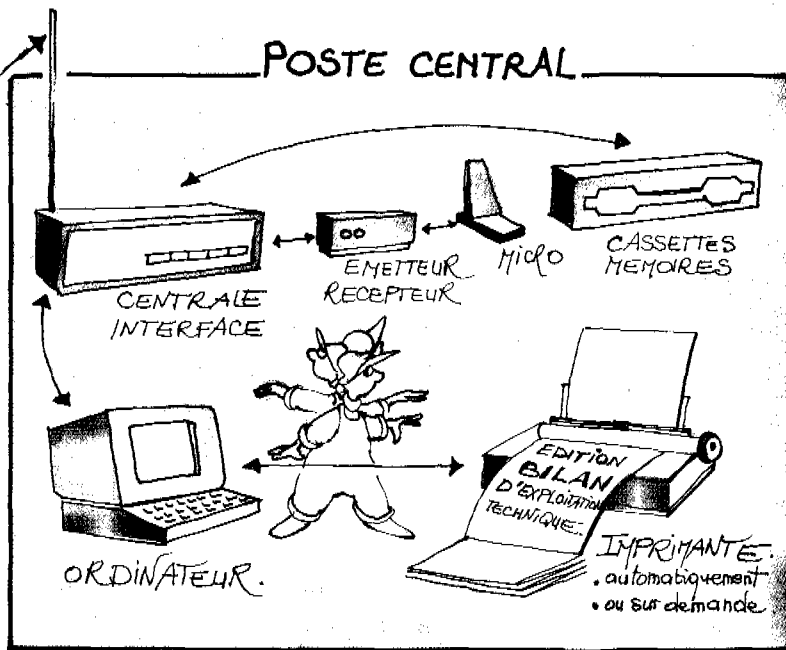 POSTE CENTRAL
CENTRALE
INTERFACE
EMETTEUR
RECEPTEUR
MICRO
CASSETTES
MEMOIRES
ORDINATEUR.
EDITION
BILAN
D'EXPLOITATION
TECHNIQUE.
IMPRIMANTE.
. automatiquement
. ou sur demande